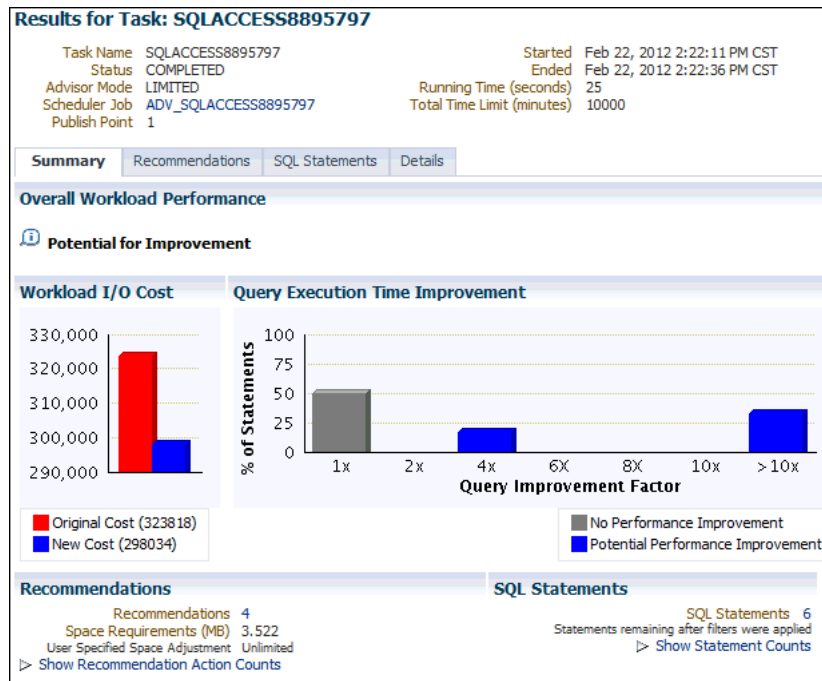 Results for Task: SQLACCESS8895797
Task Name SQLACCESS8895797
Status COMPLETED
Advisor Mode LIMITED
Scheduler Job ADV_SQLACCESS8895797
Publish Point 1
Started Feb 22, 2012 2:22:11 PM CST
Ended Feb 22, 2012 2:22:36 PM CST
Running Time (seconds) 25
Total Time Limit (minutes) 10000
Summary Recommendations SQL Statements Details
Overall Workload Performance
Potential for Improvement
Workload I/O Cost
330,000
320,000
310,000
300,000
290,000
Original Cost (323818)
New Cost (298034)
Query Execution Time Improvement
% of Statements
100
75
50
25
0
1x 2x 4x 6X 8X 10x >10x
Query Improvement Factor
No Performance Improvement
Potential Performance Improvement
Recommendations
Recommendations 4
Space Requirements (MB) 3.522
User Specified Space Adjustment Unlimited
Show Recommendation Action Counts
SQL Statements
SQL Statements 6
Statements remaining after filters were applied
Show Statement Counts